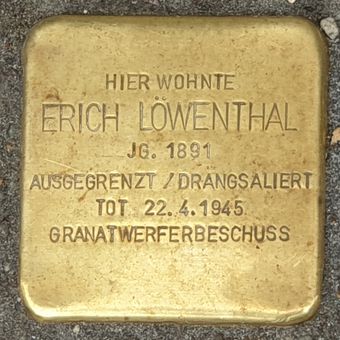 HIER WOHNTE
ERICH LÖWENTHAL
JG. 1891
AUSGEGRENZT / DRANGSALIERT
TOT 22.4.1945
GRANATWERFERBESCHUSS